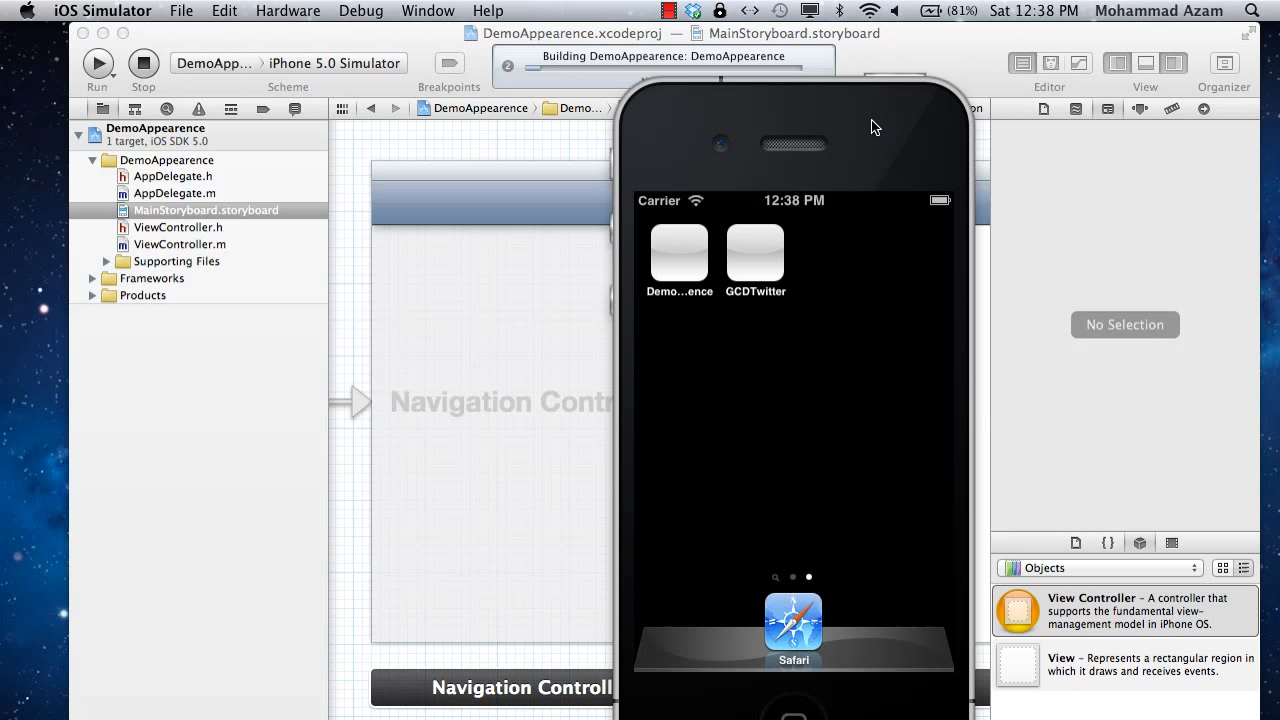 iOS Simulator File Edit Hardware Debug Window Help (81%) Sat 12:38 PM Mohammad Azam
DemoAppearence.xcodeproj — MainStoryboard.storyboard
DemoApp... iPhone 5.0 Simulator
Building DemoAppearence: DemoAppearence
2
Run Stop Scheme Breakpoints Editor View Organizer
DemoAppearence Demo... on
DemoAppearence
1 target, iOS SDK 5.0
DemoAppearence
AppDelegate.h
AppDelegate.m
MainStoryboard.storyboard
ViewController.h
ViewController.m
Supporting Files
Frameworks
Products
Navigation Contr
Navigation Controll
Carrier 12:38 PM
Demo...ence GCDTwitter
Safari
No Selection
Objects
View Controller – A controller that
supports the fundamental view-
management model in iPhone OS.
View – Represents a rectangular region in
which it draws and receives events.